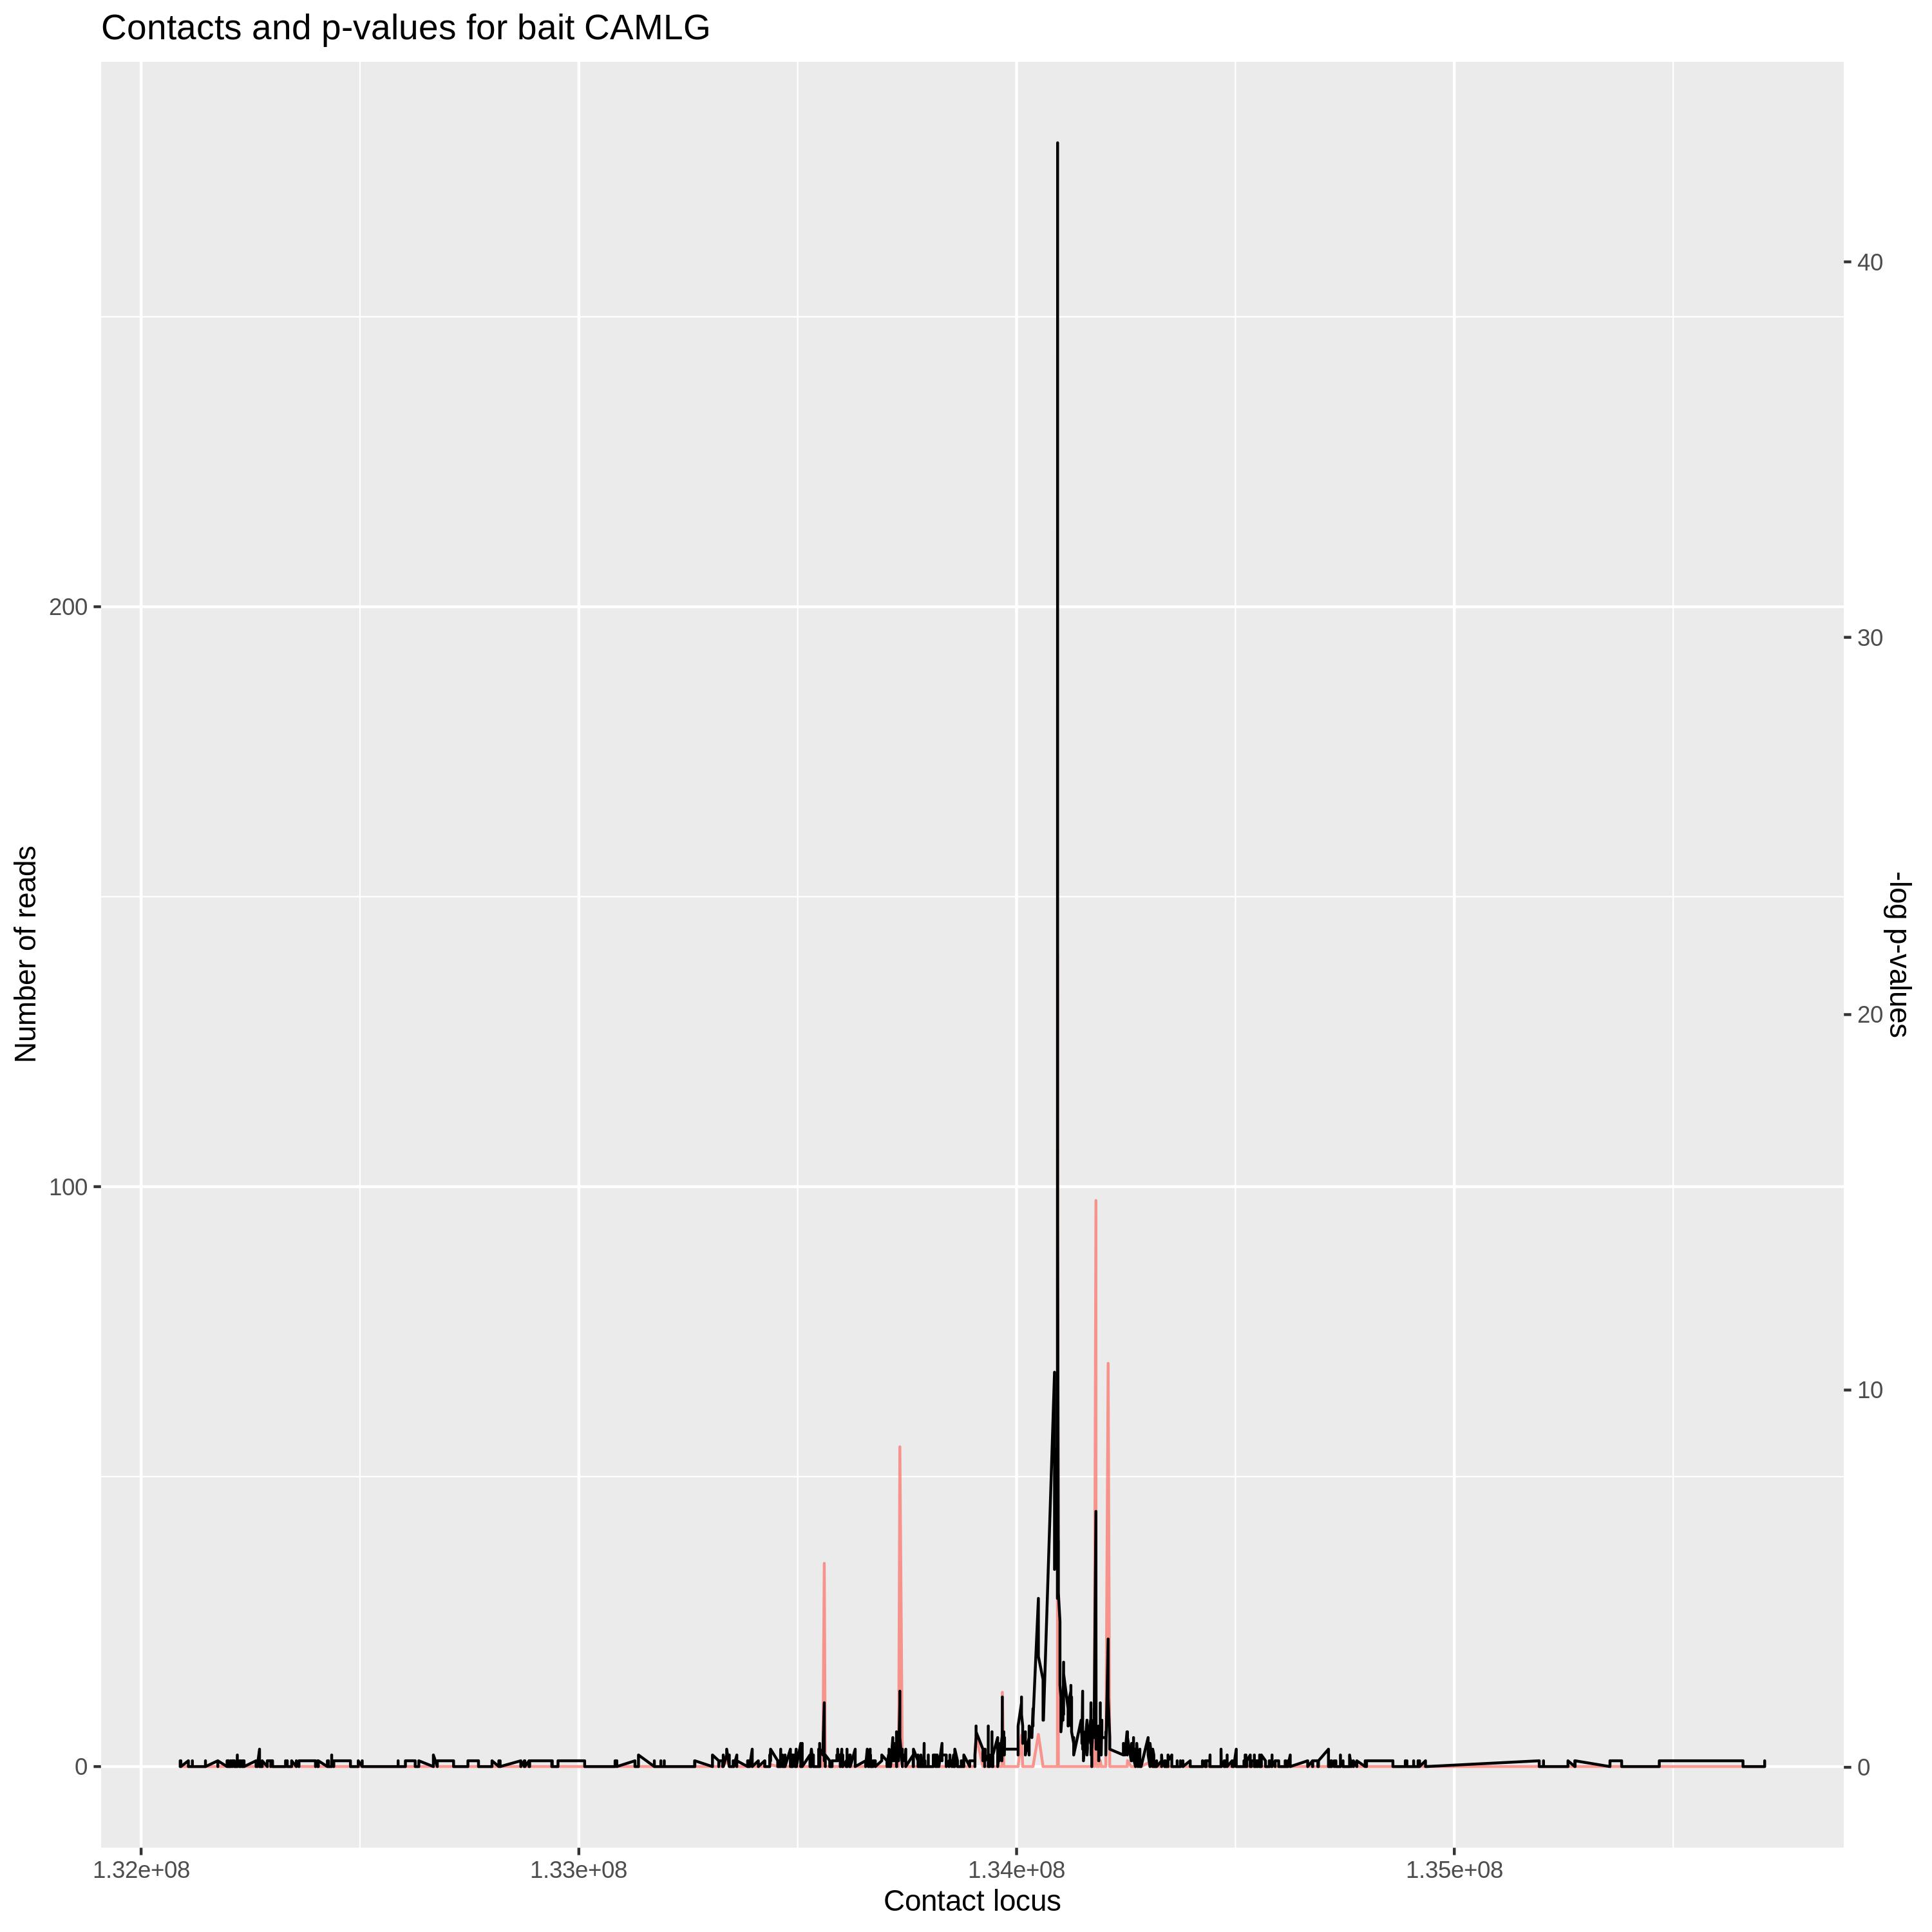 Contacts and p-values for bait CAMLG
Number of reads
200
100
0
40
30
20
10
0
-log p-values
1.32e+08
1.33e+08
1.34e+08
1.35e+08
Contact locus